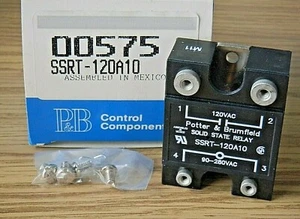 00575
SSRT-120A10
ASSEMBLED IN MEXICO
P&B
Control
Components
M11
120VAC
1
2
Potter & Brumfield
SOLID STATE RELAY
SSRT-120A10
4
3
90-280VAC